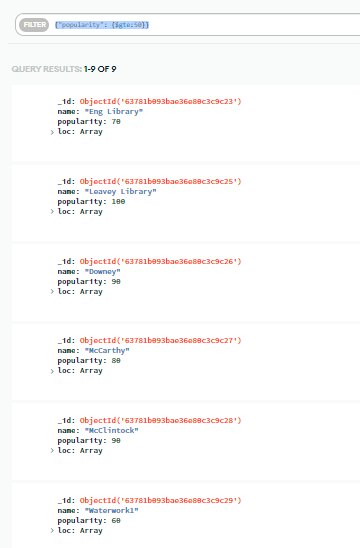 FILTER {"popularity": {$gte:50}}
QUERY RESULTS: 1-9 OF 9
_id: ObjectId('63781b093bae36e80c3c9c23')
name: "Eng Library"
popularity: 70
> loc: Array
_id: ObjectId('63781b093bae36e80c3c9c25')
name: "Leavey Library"
popularity: 100
> loc: Array
_id: ObjectId('63781b093bae36e80c3c9c26')
name: "Downey"
popularity: 90
> loc: Array
_id: ObjectId('63781b093bae36e80c3c9c27')
name: "McCarthy"
popularity: 80
> loc: Array
_id: ObjectId('63781b093bae36e80c3c9c28')
name: "McClintock"
popularity: 90
> loc: Array
_id: ObjectId('63781b093bae36e80c3c9c29')
name: "Waterwork1"
popularity: 60
> loc: Array